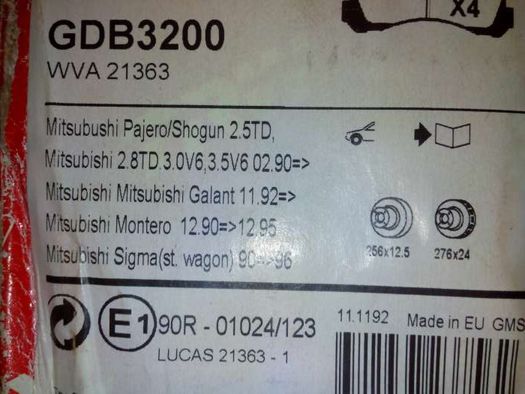 X4
GDB3200
WVA 21363
Mitsubushi Pajero/Shogun 2.5TD,
Mitsubishi 2.8TD,3.0V6,3.5V6 02.90=>
Mitsubishi Mitsubishi Galant 11.92=>
Mitsubishi Montero 12.90=>12.95
Mitsubishi Sigma(st. wagon) 90=>96
256x12.5 276x24
E1 90R - 01024/123
LUCAS 21363 - 1
11.1192 Made in EU GMS